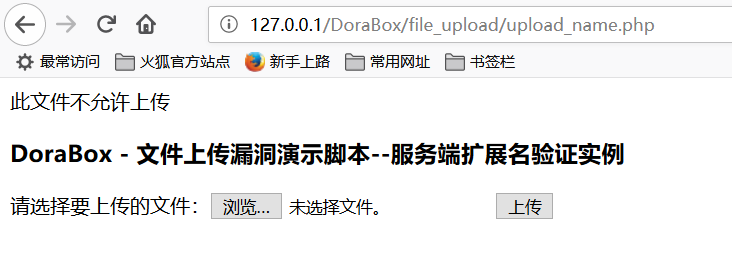 127.0.0.1/DoraBox/file_upload/upload_name.php
最常访问 火狐官方站点 新手上路 常用网址 书签栏
此文件不允许上传
DoraBox - 文件上传漏洞演示脚本--服务端扩展名验证实例
请选择要上传的文件： 浏览... 未选择文件。 上传